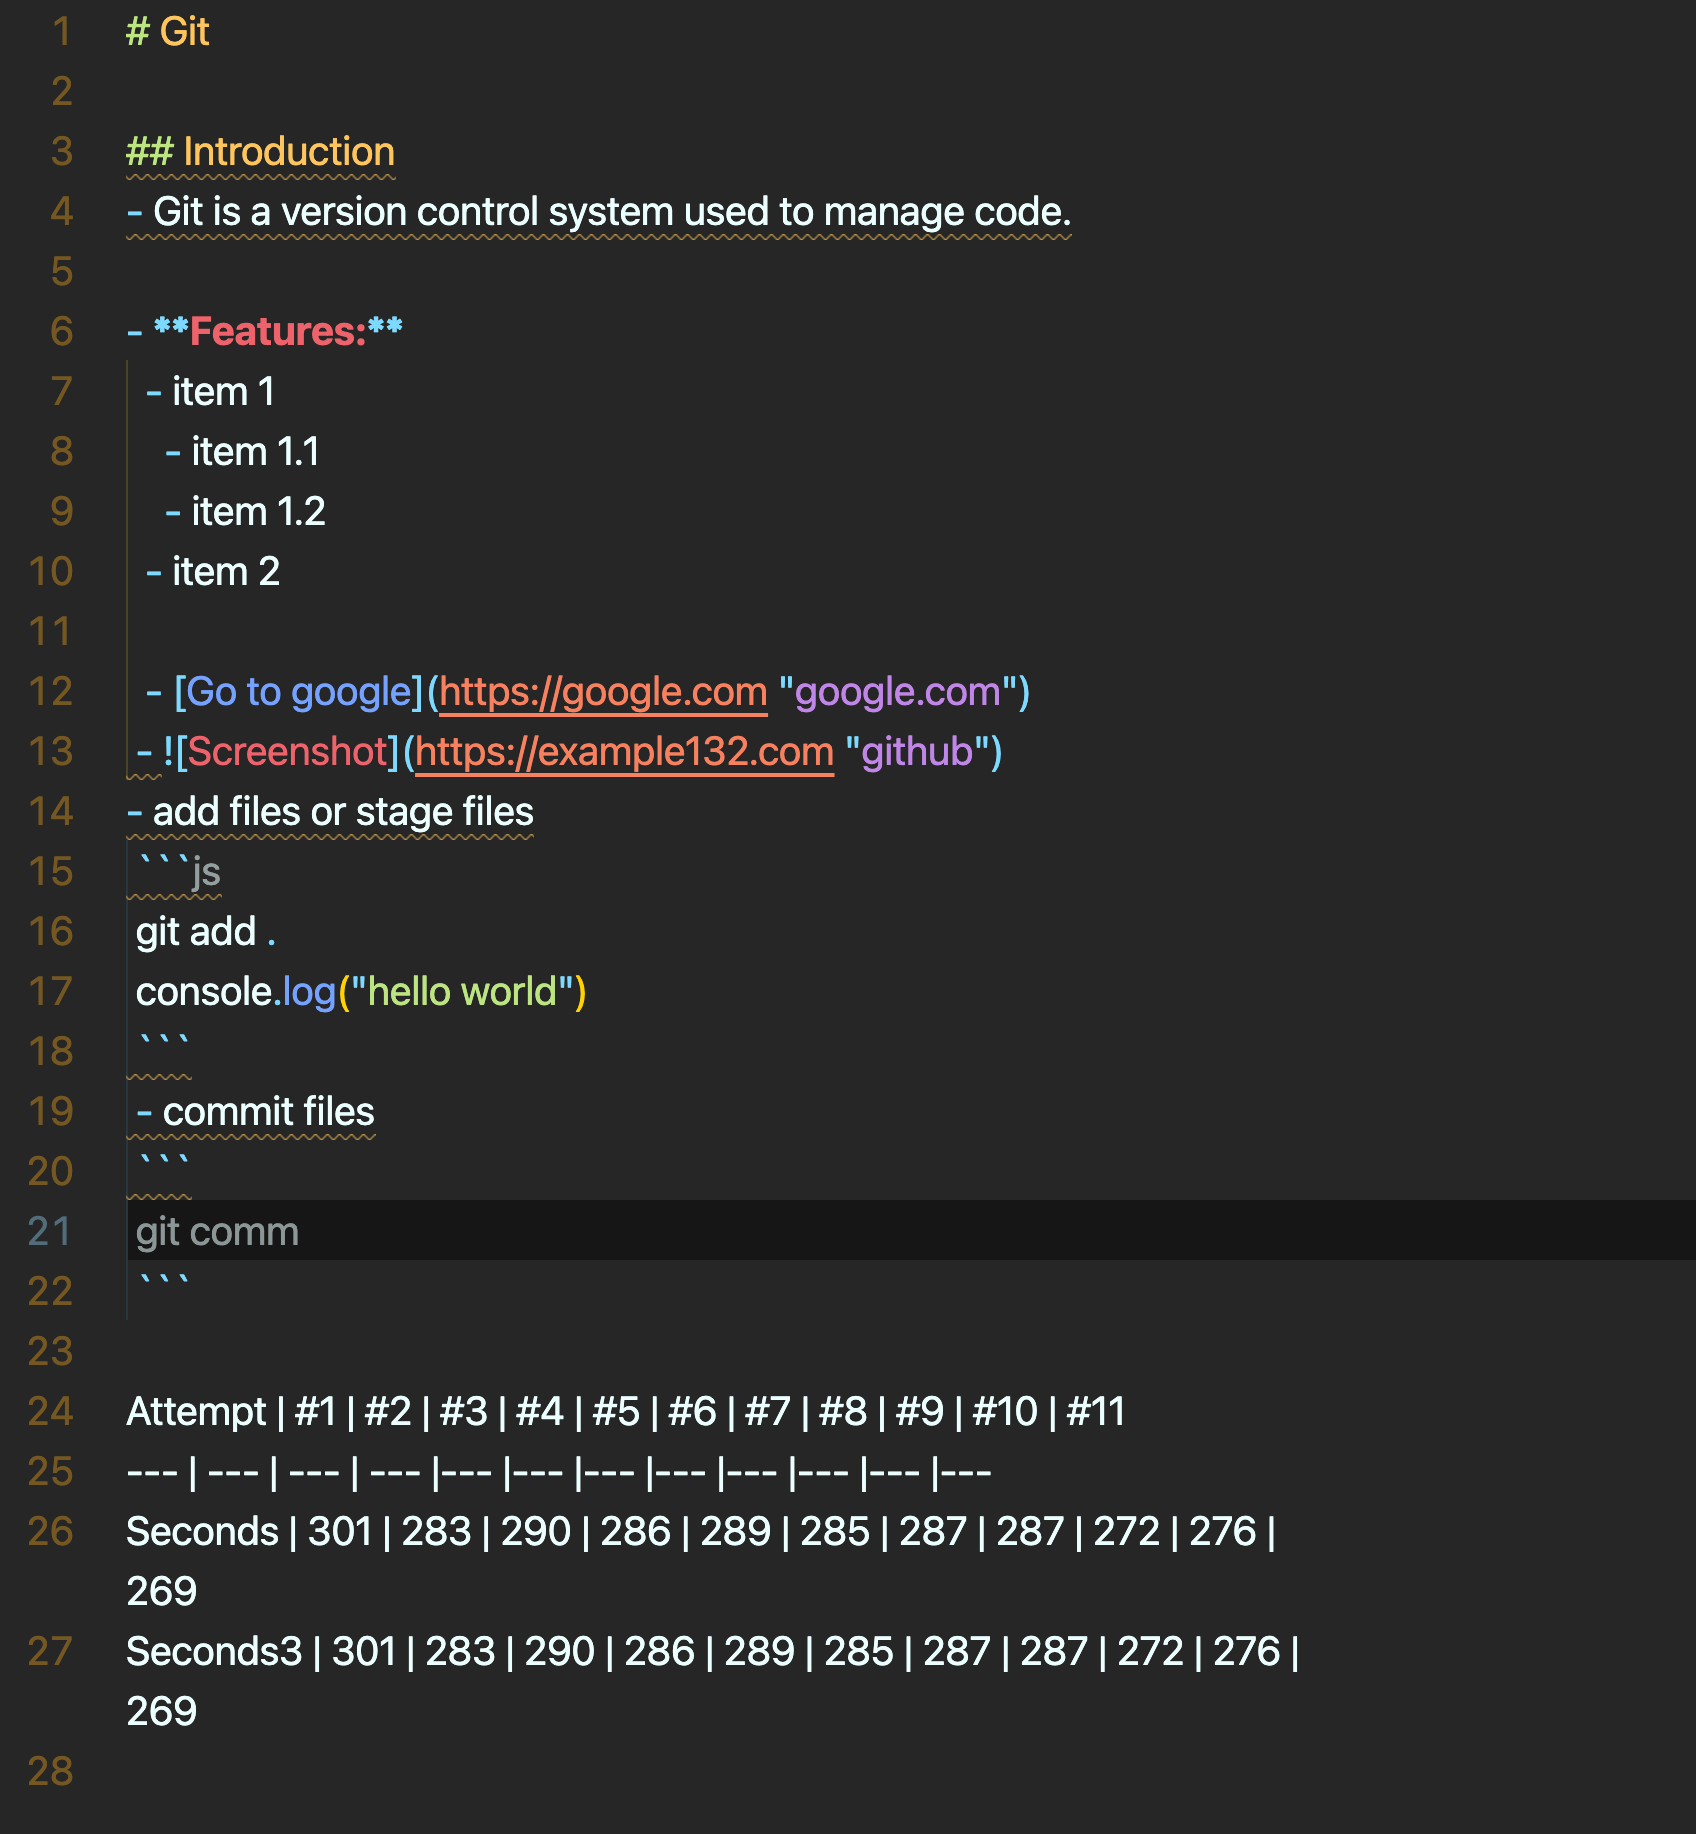 1 # Git
2
3 ## Introduction
4 - Git is a version control system used to manage code.
5
6 - **Features:**
7   - item 1
8     - item 1.1
9     - item 1.2
10   - item 2
11
12   - [Go to google](https://google.com "google.com")
13  - ![Screenshot](https://example132.com "github")
14 - add files or stage files
15  ```js
16  git add .
17  console.log("hello world")
18  ```
19  - commit files
20  ```
21  git comm
22  ```
23
24 Attempt | #1 | #2 | #3 | #4 | #5 | #6 | #7 | #8 | #9 | #10 | #11
25 --- | --- | --- | --- |--- |--- |--- |--- |--- |--- |--- |---
26 Seconds | 301 | 283 | 290 | 286 | 289 | 285 | 287 | 287 | 272 | 276 |
269
27 Seconds3 | 301 | 283 | 290 | 286 | 289 | 285 | 287 | 287 | 272 | 276 |
269
28